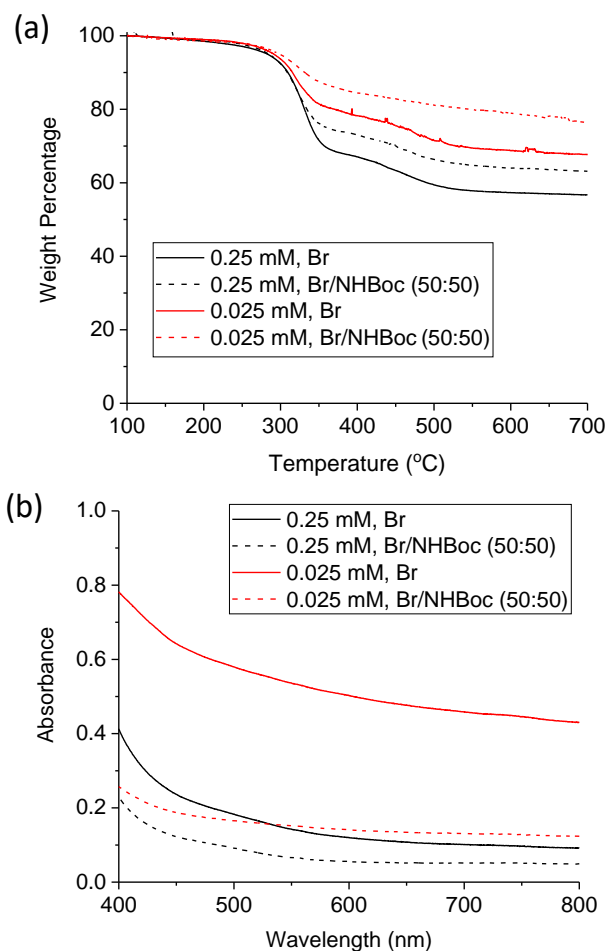 (a)
100
80
60
40
20
0
Weight Percentage
0.25 mM, Br
0.25 mM, Br/NHBoc (50:50)
0.025 mM, Br
0.025 mM, Br/NHBoc (50:50)
100 200 300 400 500 600 700
Temperature (°C)
(b)
1.0
0.8
0.6
0.4
0.2
0.0
Absorbance
0.25 mM, Br
0.25 mM, Br/NHBoc (50:50)
0.025 mM, Br
0.025 mM, Br/NHBoc (50:50)
400 500 600 700 800
Wavelength (nm)